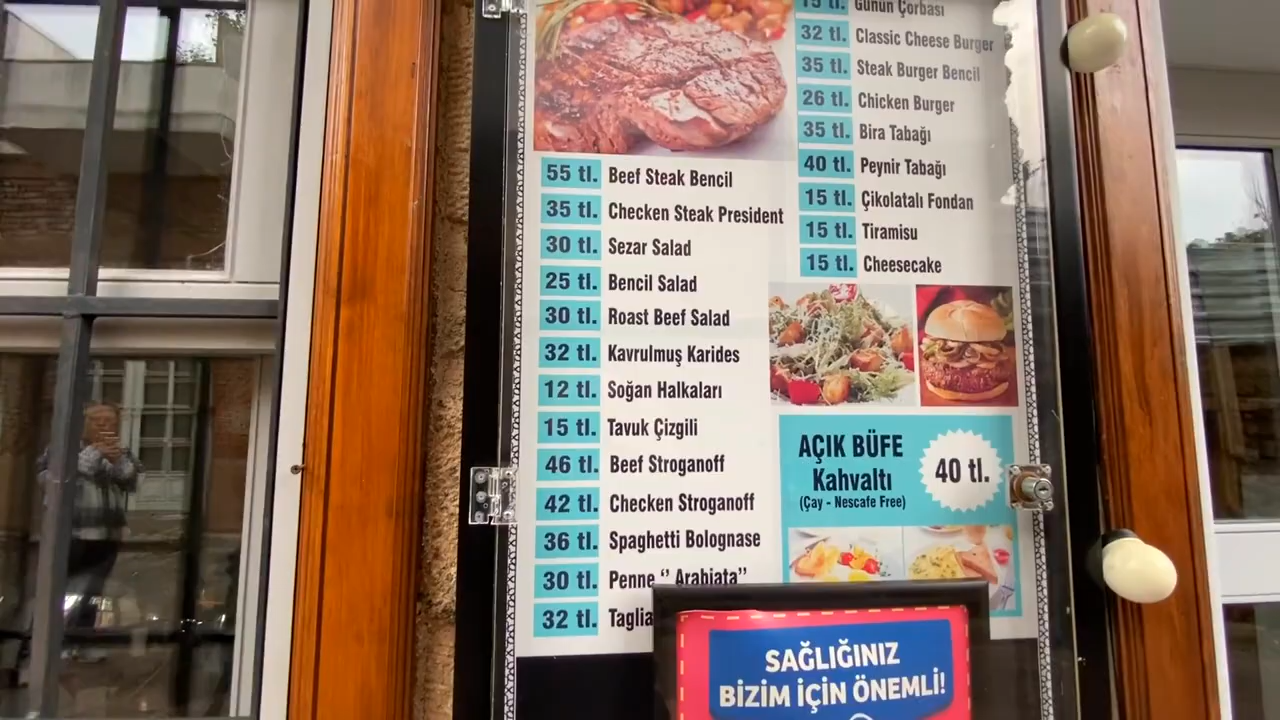 55 tl. Beef Steak Bencil
35 tl. Checken Steak President
30 tl. Sezar Salad
25 tl. Bencil Salad
30 tl. Roast Beef Salad
32 tl. Kavrulmuş Karides
12 tl. Soğan Halkaları
15 tl. Tavuk Çizgili
46 tl. Beef Stroganoff
42 tl. Checken Stroganoff
36 tl. Spaghetti Bolognase
30 tl. Penne ‘’ Arabiata’’
32 tl. Taglia
15 tl. Günün Çorbası
32 tl. Classic Cheese Burger
35 tl. Steak Burger Bencil
26 tl. Chicken Burger
35 tl. Bira Tabağı
40 tl. Peynir Tabağı
15 tl. Çikolatalı Fondan
15 tl. Tiramisu
15 tl. Cheesecake
AÇIK BÜFE
Kahvaltı
(Çay - Nescafe Free)
40 tl.
SAĞLIĞINIZ
BİZİM İÇİN ÖNEMLİ!